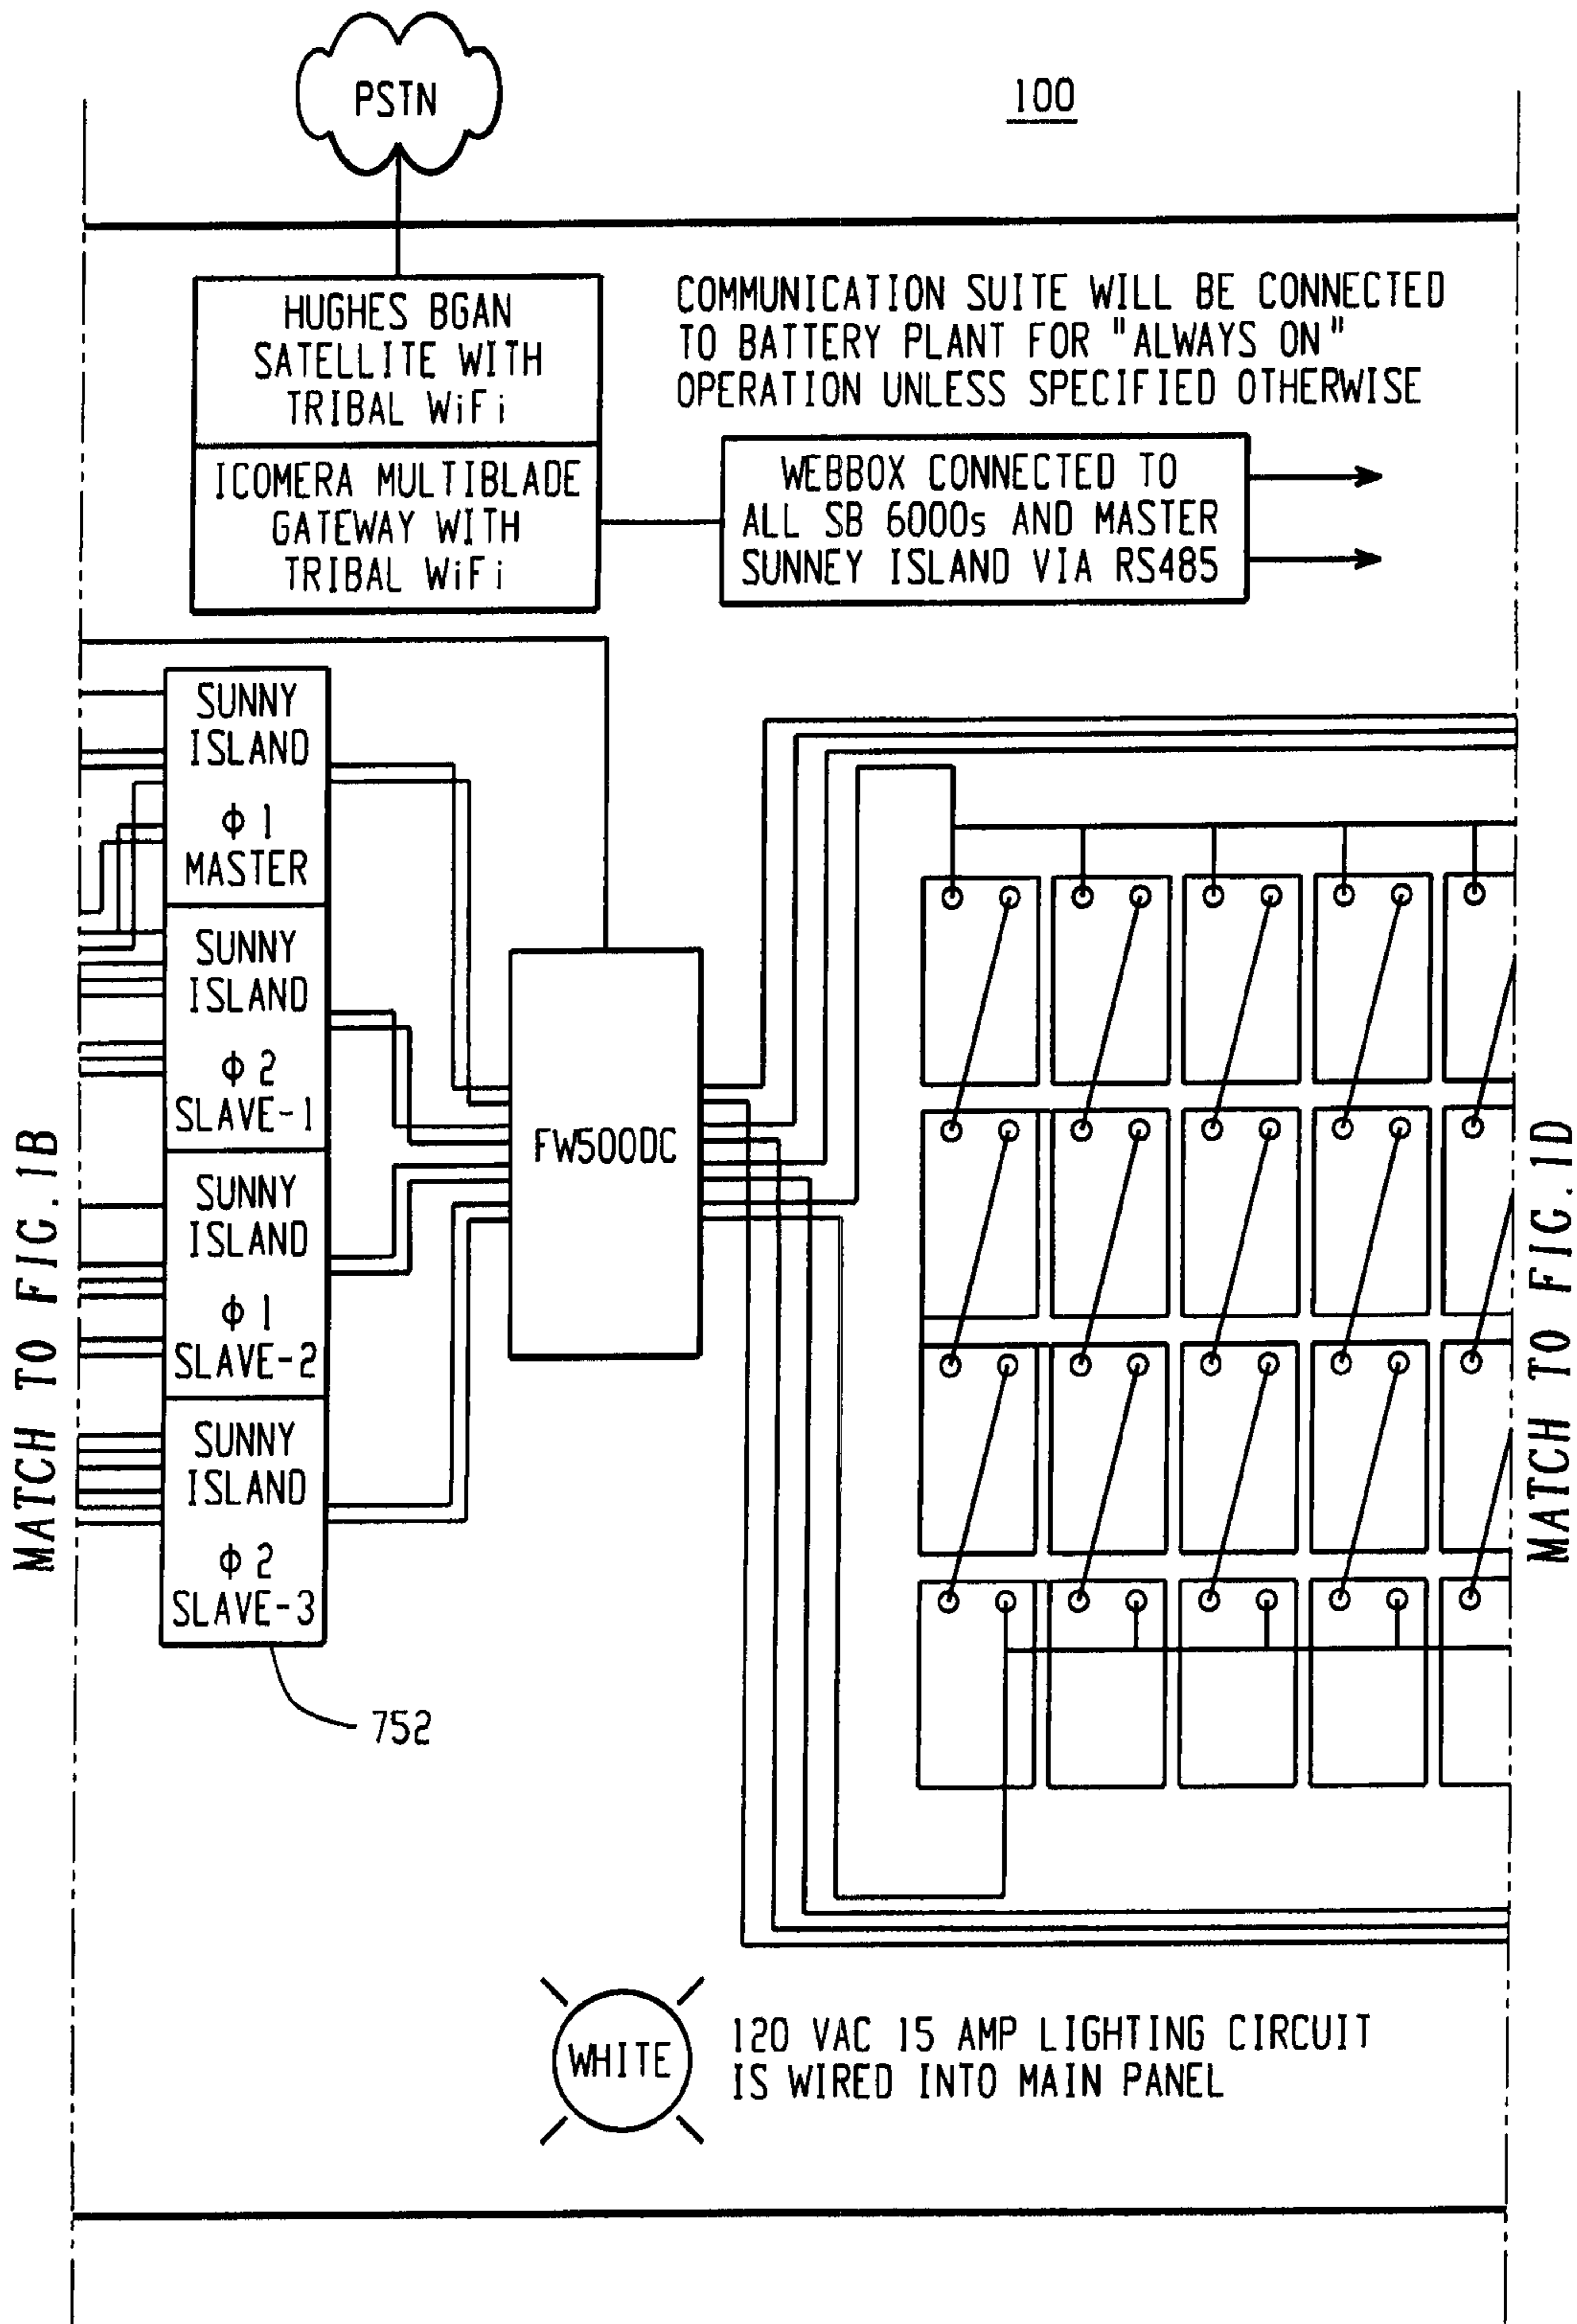 PSTN
100
HUGHES BGAN
SATELLITE WITH
TRIBAL WiFi
COMMUNICATION SUITE WILL BE CONNECTED
TO BATTERY PLANT FOR "ALWAYS ON"
OPERATION UNLESS SPECIFIED OTHERWISE
ICOMERA MULTIBLADE
GATEWAY WITH
TRIBAL WiFi
WEBBOX CONNECTED TO
ALL SB 6000s AND MASTER
SUNNEY ISLAND VIA RS485
SUNNY
ISLAND
Φ 1
MASTER
SUNNY
ISLAND
Φ 2
SLAVE-1
SUNNY
ISLAND
Φ 1
SLAVE-2
SUNNY
ISLAND
Φ 2
SLAVE-3
752
FW500DC
MATCH TO FIG.1B
MATCH TO FIG.1D
WHITE
120 VAC 15 AMP LIGHTING CIRCUIT
IS WIRED INTO MAIN PANEL